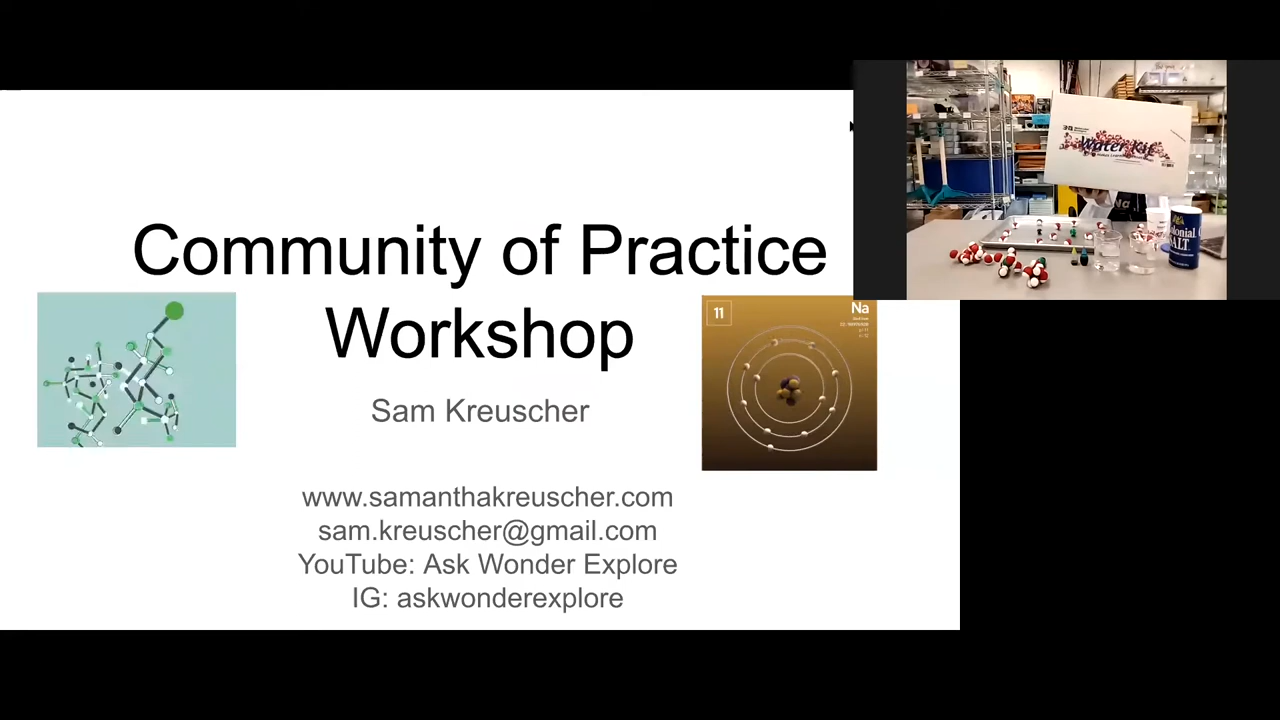 Community of Practice
Workshop
Sam Kreuscher
www.samanthakreuscher.com
sam.kreuscher@gmail.com
YouTube: Ask Wonder Explore
IG: askwonderexplore
11
Na
Water Kit
Na
SALT